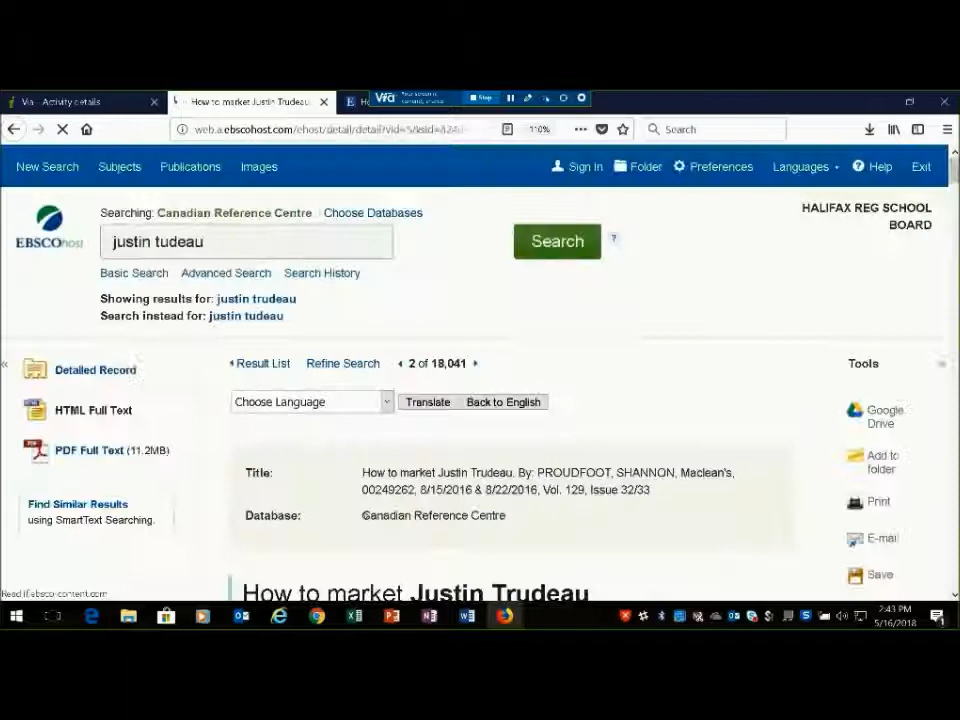 Via - Activity details
How to market Justin Trudeau
Via
Stop
web.a.ebscohost.com/ehost/detail/detail?vid=
110%
Search
New Search
Subjects
Publications
Images
Sign In
Folder
Preferences
Languages
Help
Exit
Searching: Canadian Reference Centre Choose Databases
HALIFAX REG SCHOOL
BOARD
EBSCOhost
justin tudeau
Search
?
Basic Search Advanced Search Search History
Showing results for: justin trudeau
Search instead for: justin tudeau
Detailed Record
HTML Full Text
PDF Full Text (11.2MB)
Find Similar Results
using SmartText Searching.
Result List Refine Search 2 of 18,041
Choose Language Translate Back to English
Title: How to market Justin Trudeau. By: PROUDFOOT, SHANNON, Maclean's,
00249262, 8/15/2016 & 8/22/2016, Vol. 129, Issue 32/33
Database: Canadian Reference Centre
How to market Justin Trudeau
Tools
Google
Drive
Add to
folder
Print
E-mail
Save
2:43 PM
5/16/2018